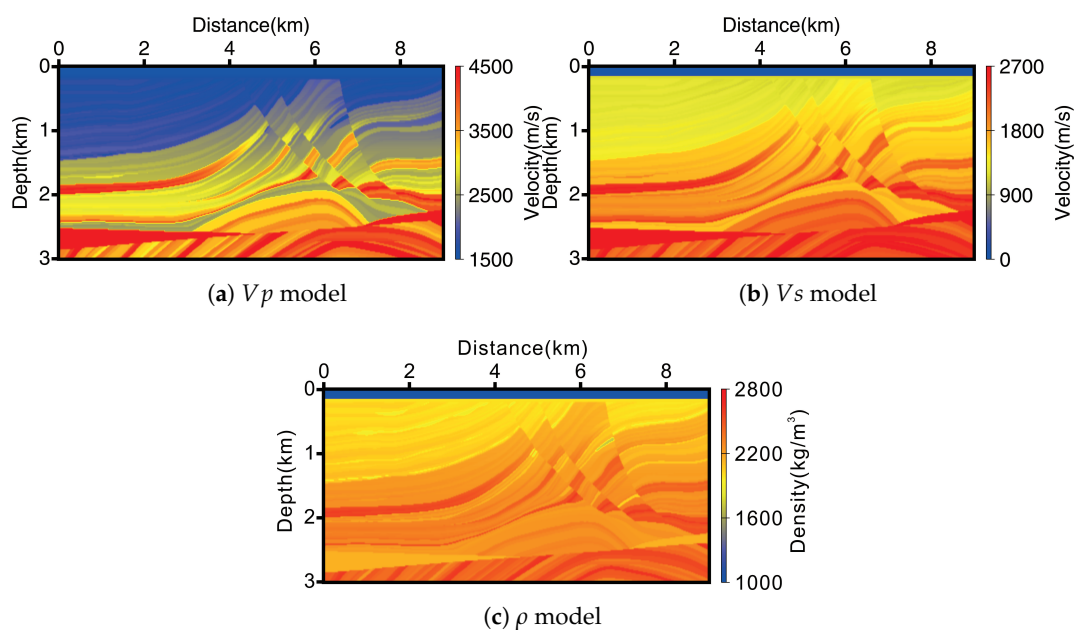 Distance(km)
0 2 4 6 8
0
1
2
3
Depth(km)
4500
3500
2500
1500
Velocity(m/s)
(a) Vp model
Distance(km)
0 2 4 6 8
0
1
2
3
Depth(km)
2700
1800
900
0
Velocity(m/s)
(b) Vs model
Distance(km)
0 2 4 6 8
0
1
2
3
Depth(km)
2800
2200
1600
1000
Density(kg/m³)
(c) ρ model